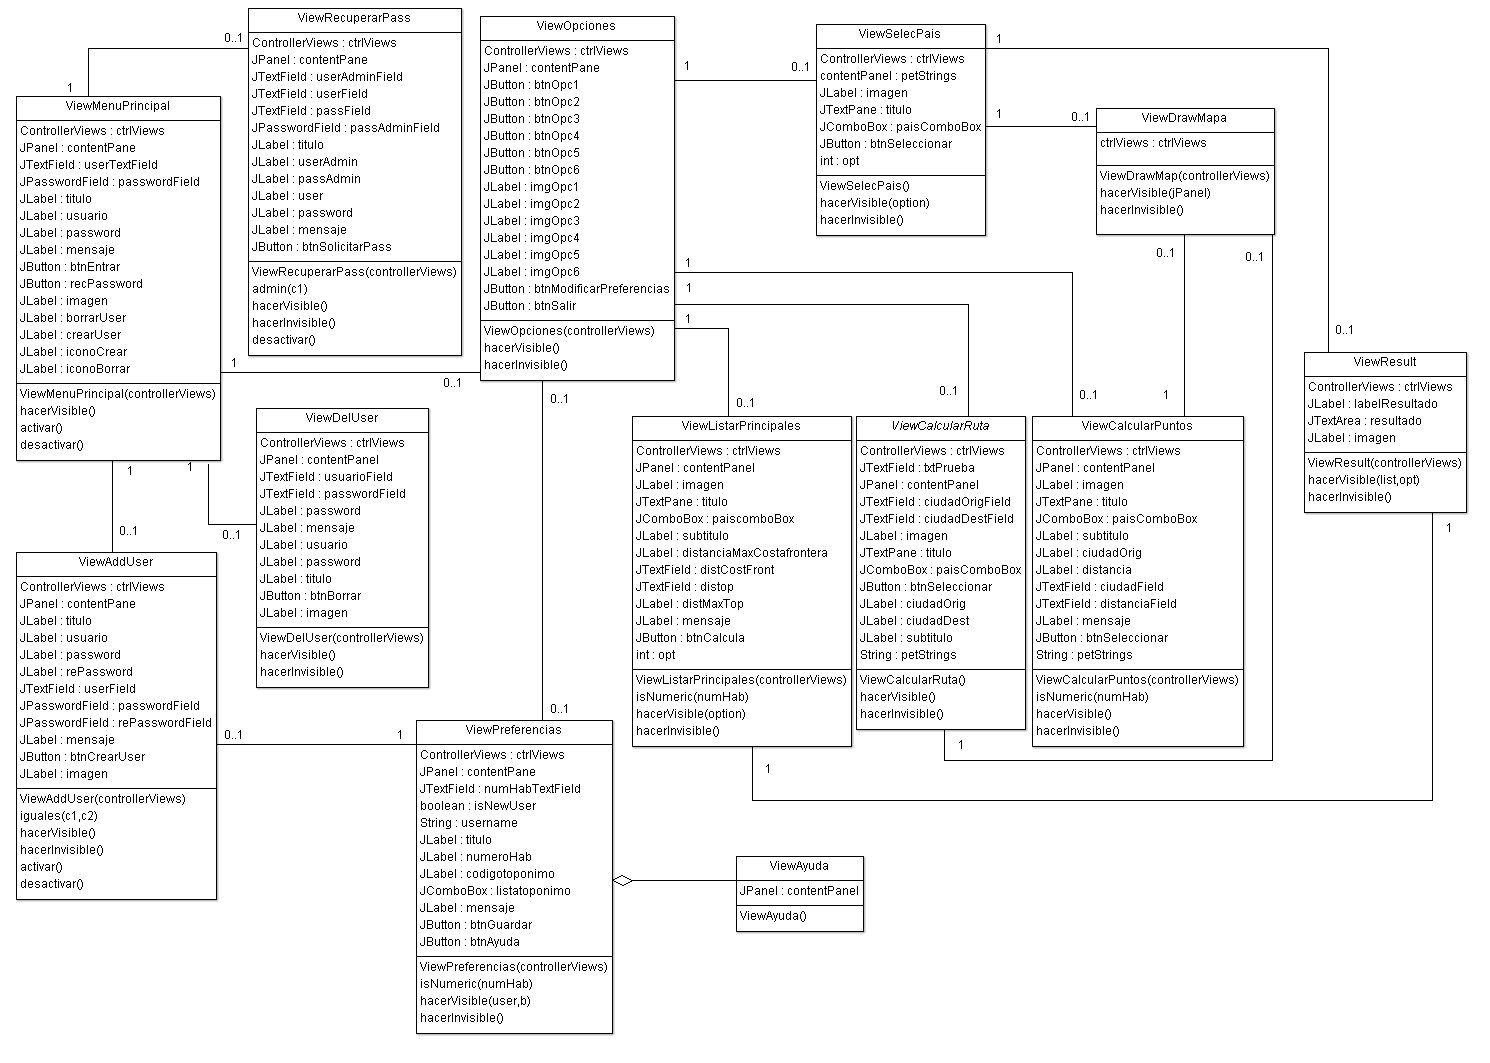 ViewRecuperarPass
ControllerViews : ctrlViews
JPanel : contentPane
JTextField : userAdminField
JTextField : userField
JTextField : passField
JPasswordField : passAdminField
JLabel : titulo
JLabel : userAdmin
JLabel : passAdmin
JLabel : user
JLabel : password
JLabel : mensaje
JButton : btnSolicitarPass
ViewRecuperarPass(controllerViews)
admin(c1)
hacerVisible()
hacerInvisible()
desactivar()
0..1
1
ViewMenuPrincipal
ControllerViews : ctrlViews
JPanel : contentPane
JTextField : userTextField
JPasswordField : passwordField
JLabel : titulo
JLabel : usuario
JLabel : password
JLabel : mensaje
JButton : btnEntrar
JButton : recPassword
JLabel : imagen
JLabel : borrarUser
JLabel : crearUser
JLabel : iconoCrear
JLabel : iconoBorrar
ViewMenuPrincipal(controllerViews)
hacerVisible()
activar()
desactivar()
1
0..1
1
0..1
1
0..1
ViewOpciones
ControllerViews : ctrlViews
JPanel : contentPane
JButton : btnOpc1
JButton : btnOpc2
JButton : btnOpc3
JButton : btnOpc4
JButton : btnOpc5
JButton : btnOpc6
JLabel : imgOpc1
JLabel : imgOpc2
JLabel : imgOpc3
JLabel : imgOpc4
JLabel : imgOpc5
JLabel : imgOpc6
JButton : btnModificarPreferencias
JButton : btnSalir
ViewOpciones(controllerViews)
hacerVisible()
hacerInvisible()
1
0..1
1
1
1
0..1
0..1
0..1
0..1
0..1
ViewSelecPais
ControllerViews : ctrlViews
contentPanel : petStrings
JLabel : imagen
JTextPane : titulo
JComboBox : paisComboBox
JButton : btnSeleccionar
int : opt
ViewSelecPais()
hacerVisible(option)
hacerInvisible()
1
1
0..1
0..1
ViewDrawMapa
ctrlViews : ctrlViews
ViewDrawMap(controllerViews)
hacerVisible(jPanel)
hacerInvisible()
0..1
0..1
1
ViewResult
ControllerViews : ctrlViews
JLabel : labelResultado
JTextArea : resultado
JLabel : imagen
ViewResult(controllerViews)
hacerVisible(list,opt)
hacerInvisible()
1
ViewDelUser
ControllerViews : ctrlViews
JPanel : contentPanel
JTextField : usuarioField
JTextField : passwordField
JLabel : password
JLabel : mensaje
JLabel : usuario
JLabel : password
JLabel : titulo
JButton : btnBorrar
JLabel : imagen
ViewDelUser(controllerViews)
hacerVisible()
hacerInvisible()
ViewListarPrincipales
ControllerViews : ctrlViews
JPanel : contentPanel
JLabel : imagen
JTextPane : titulo
JComboBox : paiscomboBox
JLabel : subtitulo
JLabel : distanciaMaxCostafrontera
JTextField : distCostFront
JTextField : distop
JLabel : distMaxTop
JLabel : mensaje
JButton : btnCalcula
int : opt
ViewListarPrincipales(controllerViews)
isNumeric(numHab)
hacerVisible(option)
hacerInvisible()
1
ViewCalcularRuta
ControllerViews : ctrlViews
JTextField : txtPrueba
JPanel : contentPanel
JTextField : ciudadOrigField
JTextField : ciudadDestField
JLabel : imagen
JTextPane : titulo
JComboBox : paisComboBox
JButton : btnSeleccionar
JLabel : ciudadOrig
JLabel : ciudadDest
JLabel : subtitulo
String : petStrings
ViewCalcularRuta()
hacerVisible()
hacerInvisible()
1
ViewCalcularPuntos
ControllerViews : ctrlViews
JPanel : contentPanel
JLabel : imagen
JTextPane : titulo
JComboBox : paisComboBox
JLabel : subtitulo
JLabel : ciudadOrig
JLabel : distancia
JTextField : ciudadField
JTextField : distanciaField
JLabel : mensaje
JButton : btnSeleccionar
String : petStrings
ViewCalcularPuntos(controllerViews)
isNumeric(numHab)
hacerVisible()
hacerInvisible()
ViewAddUser
ControllerViews : ctrlViews
JPanel : contentPane
JLabel : titulo
JLabel : usuario
JLabel : password
JLabel : rePassword
JTextField : userField
JPasswordField : passwordField
JPasswordField : rePasswordField
JLabel : mensaje
JButton : btnCrearUser
JLabel : imagen
ViewAddUser(controllerViews)
iguales(c1,c2)
hacerVisible()
hacerInvisible()
activar()
desactivar()
0..1
1
ViewPreferencias
ControllerViews : ctrlViews
JPanel : contentPane
JTextField : numHabTextField
boolean : isNewUser
String : username
JLabel : titulo
JLabel : numeroHab
JLabel : codigotoponimo
JComboBox : listatoponimo
JLabel : mensaje
JButton : btnGuardar
JButton : btnAyuda
ViewPreferencias(controllerViews)
isNumeric(numHab)
hacerVisible(user,b)
hacerInvisible()
ViewAyuda
JPanel : contentPanel
ViewAyuda()